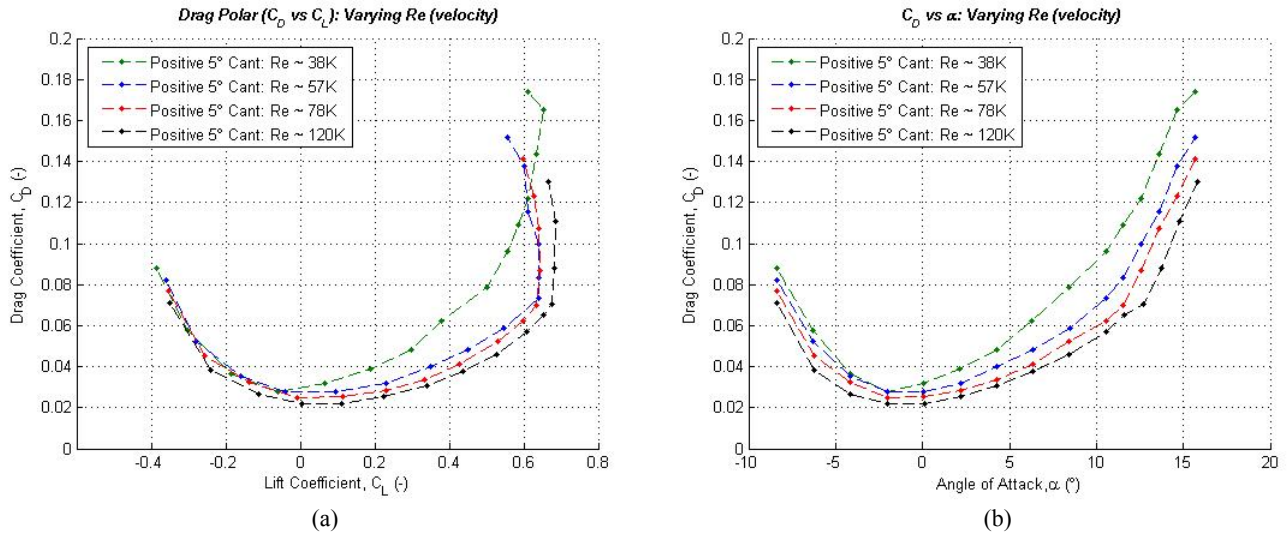 Drag Polar (C_D vs C_L): Varying Re (velocity)
0.2
0.18
0.16
0.14
0.12
0.1
0.08
0.06
0.04
0.02
0
Drag Coefficient, C_D (-)
Positive 5° Cant: Re ~ 38K
Positive 5° Cant: Re ~ 57K
Positive 5° Cant: Re ~ 78K
Positive 5° Cant: Re ~ 120K
-0.4 -0.2 0 0.2 0.4 0.6 0.8
Lift Coefficient, C_L (-)
(a)
C_D vs α: Varying Re (velocity)
0.2
0.18
0.16
0.14
0.12
0.1
0.08
0.06
0.04
0.02
0
Drag Coefficient, C_D (-)
Positive 5° Cant: Re ~ 38K
Positive 5° Cant: Re ~ 57K
Positive 5° Cant: Re ~ 78K
Positive 5° Cant: Re ~ 120K
-10 -5 0 5 10 15 20
Angle of Attack,α (°)
(b)